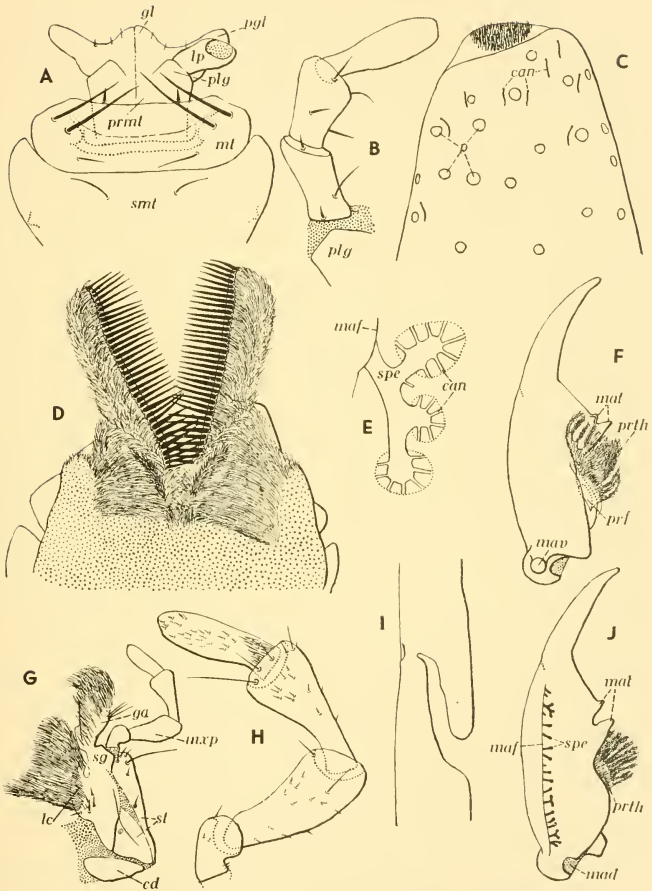 gl
pgl
A
lp
plg
prmt
mt
smt
B
plg
can
C
D
maf
spe
can
E
F
mat
prth
prf
mav
G
ga
mxp
sg
lc
st
cd
H
I
J
mat
maf
spe
prth
mad